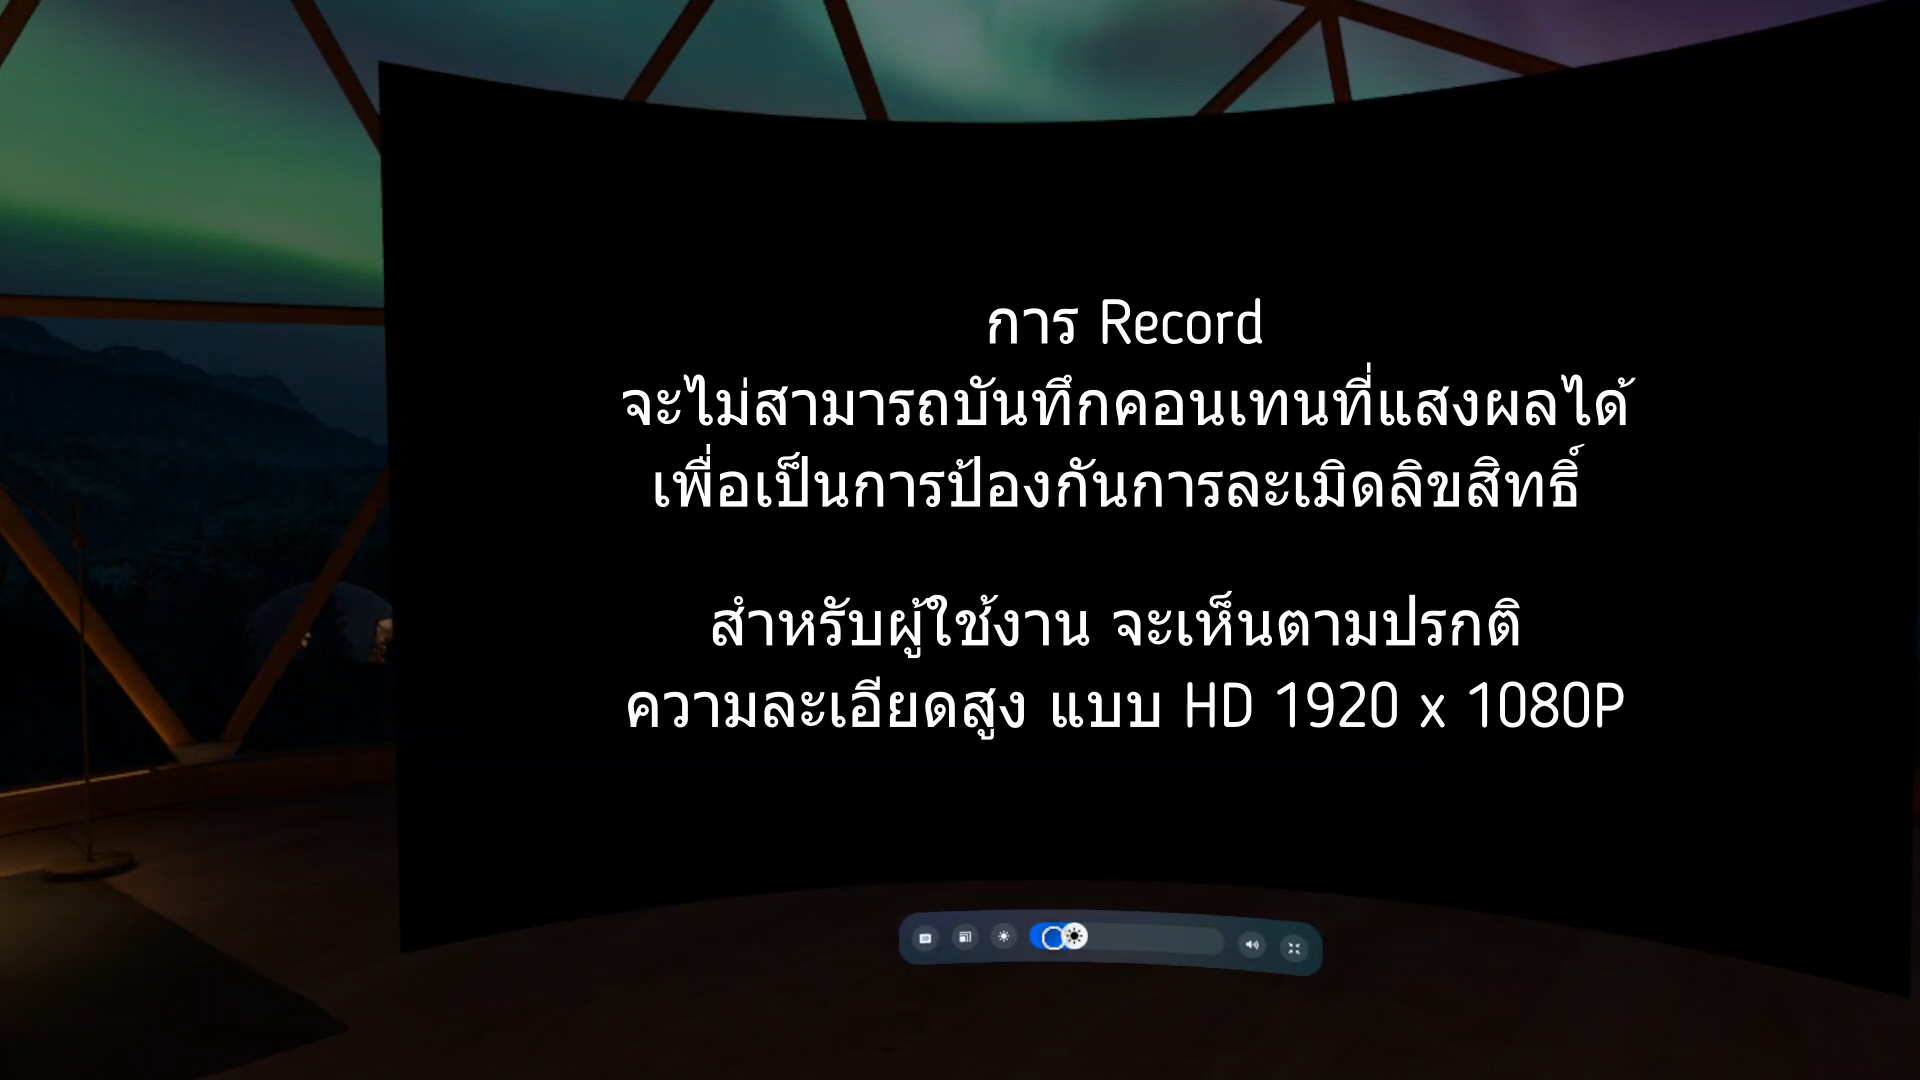 การ Record
จะไม่สามารถบันทึกคอนเทนที่แสงผลได้
เพื่อเป็นการป้องกันการละเมิดลิขสิทธิ์
สำหรับผู้ใช้งาน จะเห็นตามปรกติ
ความละเอียดสูง แบบ HD 1920 x 1080P